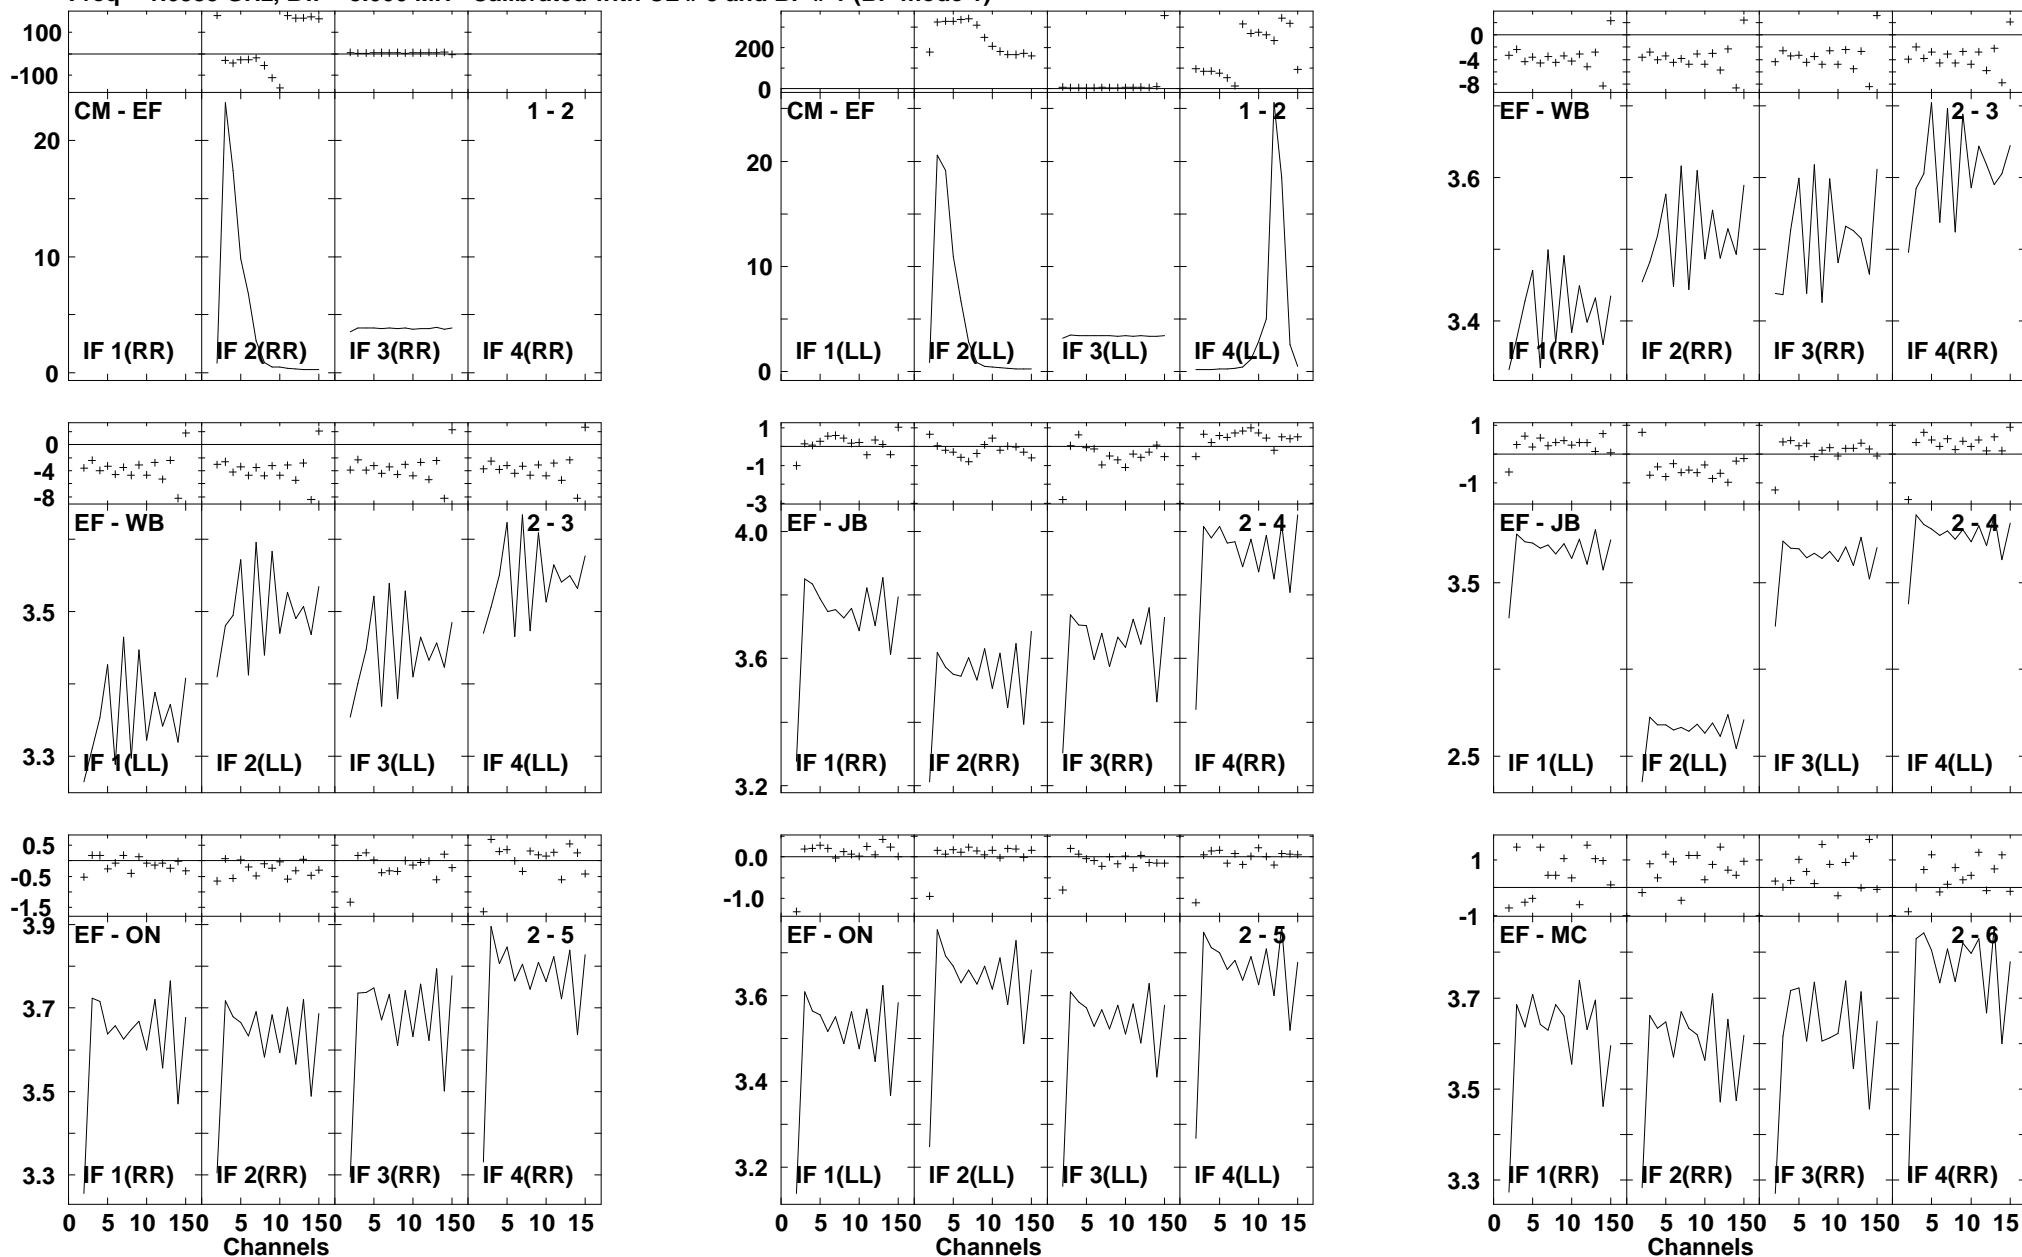 100
-100
CM - EF
1 - 2
20
10
0
IF 1(RR)
IF 2(RR)
IF 3(RR)
IF 4(RR)
200
0
CM - EF
1 - 2
20
10
0
IF 1(LL)
IF 2(LL)
IF 3(LL)
IF 4(LL)
0
-4
-8
EF - WB
2 - 3
3.6
3.4
IF 1(RR)
IF 2(RR)
IF 3(RR)
IF 4(RR)
0
-4
-8
EF - WB
2 - 3
3.5
3.3
IF 1(LL)
IF 2(LL)
IF 3(LL)
IF 4(LL)
1
-1
-3
EF - JB
2 - 4
4.0
3.6
3.2
IF 1(RR)
IF 2(RR)
IF 3(RR)
IF 4(RR)
1
-1
EF - JB
2 - 4
3.5
2.5
IF 1(LL)
IF 2(LL)
IF 3(LL)
IF 4(LL)
0.5
-0.5
-1.5
3.9
EF - ON
2 - 5
3.7
3.5
3.3
IF 1(RR)
IF 2(RR)
IF 3(RR)
IF 4(RR)
0 5 10 150 5 10 150 5 10 150 5 10 15
Channels
0.0
-1.0
EF - ON
2 - 5
3.6
3.4
3.2
IF 1(LL)
IF 2(LL)
IF 3(LL)
IF 4(LL)
0 5 10 150 5 10 150 5 10 150 5 10 15
Channels
1
-1
EF - MC
2 - 6
3.7
3.5
3.3
IF 1(RR)
IF 2(RR)
IF 3(RR)
IF 4(RR)
0 5 10 150 5 10 150 5 10 150 5 10 15
Channels